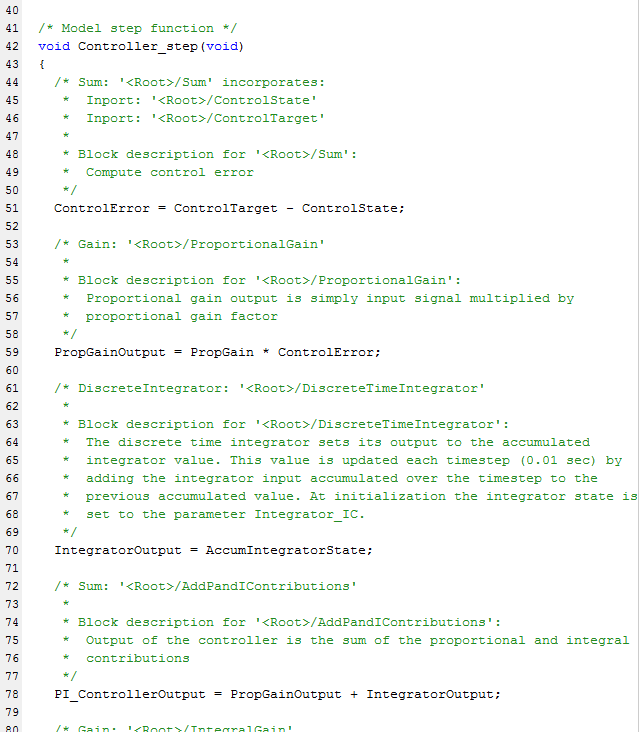 40
41 /* Model step function */
42 void Controller_step(void)
43 {
44 /* Sum: '<Root>/Sum' incorporates:
45 * Inport: '<Root>/ControlState'
46 * Inport: '<Root>/ControlTarget'
47 *
48 * Block description for '<Root>/Sum':
49 * Compute control error
50 */
51 ControlError = ControlTarget - ControlState;
52
53 /* Gain: '<Root>/ProportionalGain'
54 *
55 * Block description for '<Root>/ProportionalGain':
56 * Proportional gain output is simply input signal multiplied by
57 * proportional gain factor
58 */
59 PropGainOutput = PropGain * ControlError;
60
61 /* DiscreteIntegrator: '<Root>/DiscreteTimeIntegrator'
62 *
63 * Block description for '<Root>/DiscreteTimeIntegrator':
64 * The discrete time integrator sets its output to the accumulated
65 * integrator value. This value is updated each timestep (0.01 sec) by
66 * adding the integrator input accumulated over the timestep to the
67 * previous accumulated value. At initialization the integrator state is
68 * set to the parameter Integrator_IC.
69 */
70 IntegratorOutput = AccumIntegratorState;
71
72 /* Sum: '<Root>/AddPandIContributions'
73 *
74 * Block description for '<Root>/AddPandIContributions':
75 * Output of the controller is the sum of the proportional and integral
76 * contributions
77 */
78 PI_ControllerOutput = PropGainOutput + IntegratorOutput;
79
80 /* Gain: '<Root>/IntegralGain'